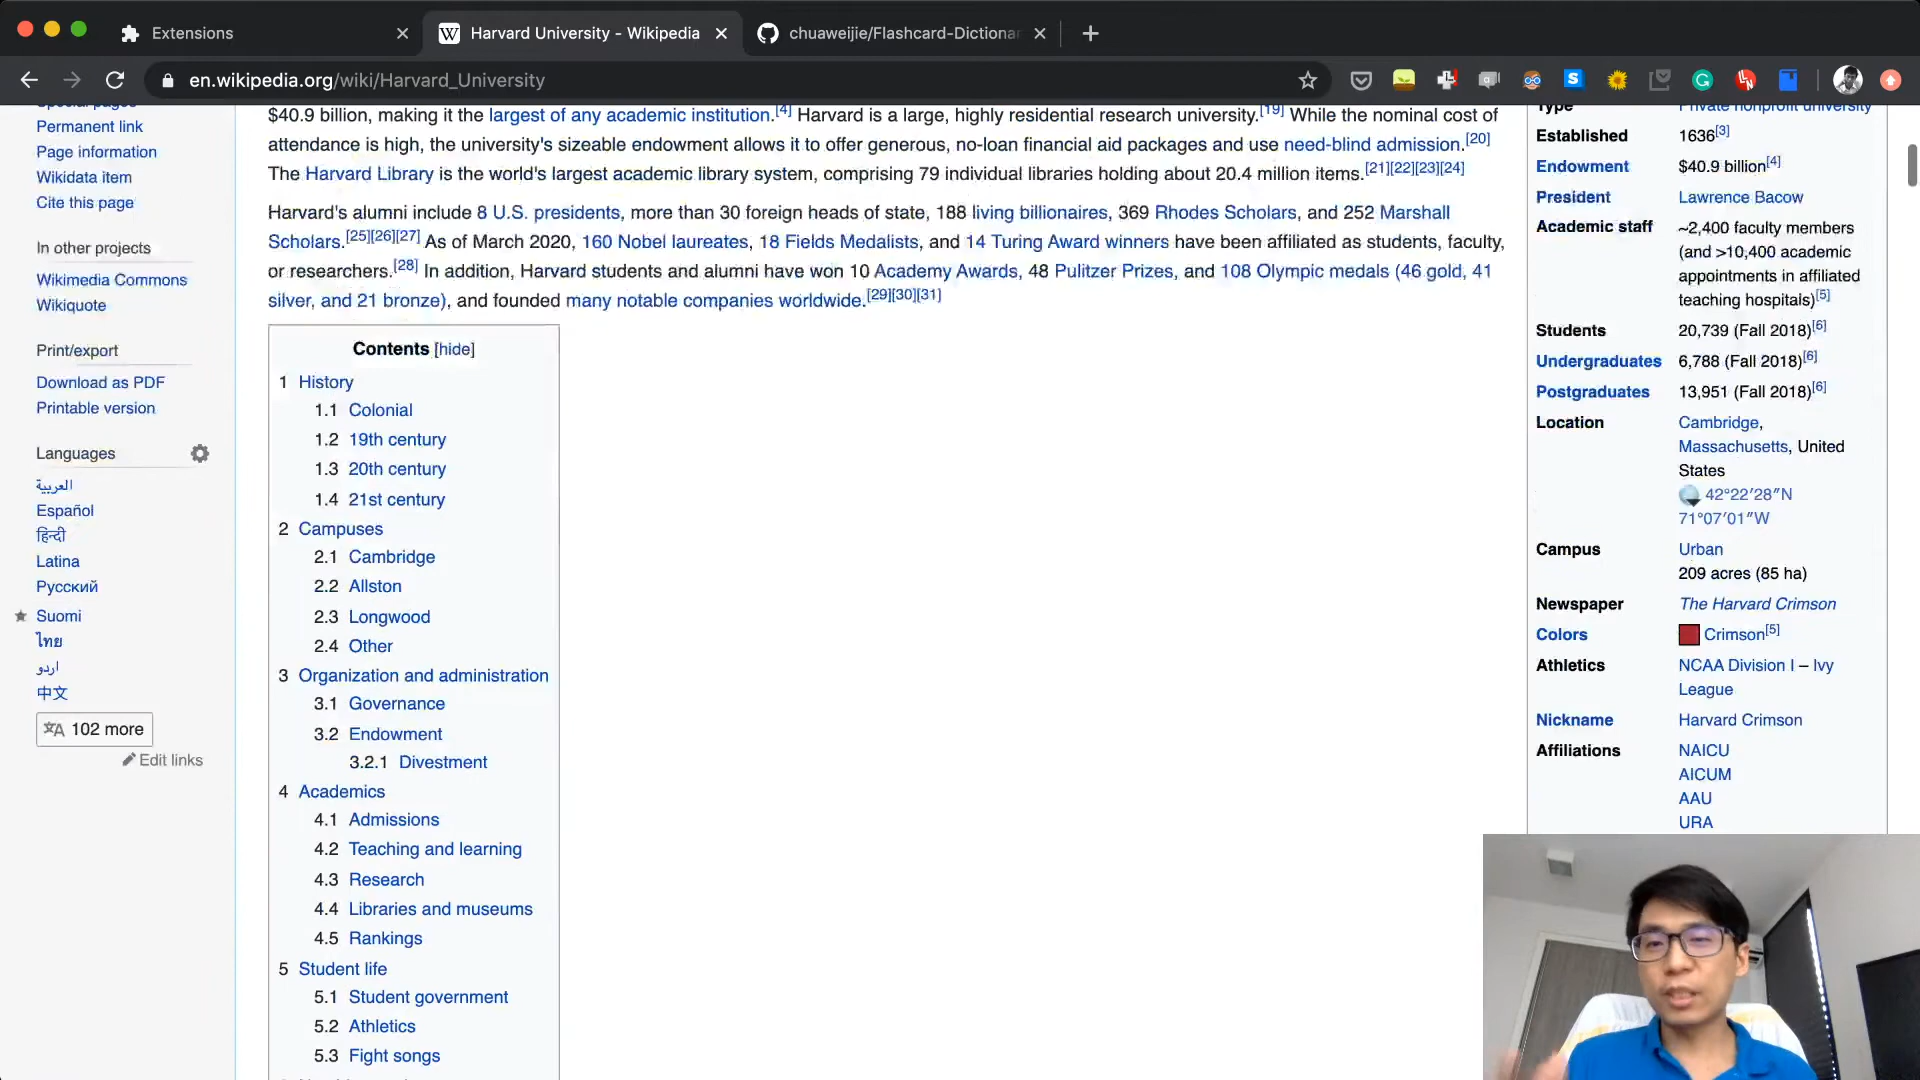 Extensions
Harvard University - Wikipedia
chuaweijie/Flashcard-Dictionar
en.wikipedia.org/wiki/Harvard_University
Permanent link
Page information
Wikidata item
Cite this page
In other projects
Wikimedia Commons
Wikiquote
Print/export
Download as PDF
Printable version
Languages
العربية
Español
हिन्दी
Latina
Русский
Suomi
ไทย
اردو
中文
102 more
Edit links
$40.9 billion, making it the largest of any academic institution.[4] Harvard is a large, highly residential research university.[19] While the nominal cost of
attendance is high, the university's sizeable endowment allows it to offer generous, no-loan financial aid packages and use need-blind admission.[20]
The Harvard Library is the world's largest academic library system, comprising 79 individual libraries holding about 20.4 million items.[21][22][23][24]
Harvard's alumni include 8 U.S. presidents, more than 30 foreign heads of state, 188 living billionaires, 369 Rhodes Scholars, and 252 Marshall
Scholars.[25][26][27] As of March 2020, 160 Nobel laureates, 18 Fields Medalists, and 14 Turing Award winners have been affiliated as students, faculty,
or researchers.[28] In addition, Harvard students and alumni have won 10 Academy Awards, 48 Pulitzer Prizes, and 108 Olympic medals (46 gold, 41
silver, and 21 bronze), and founded many notable companies worldwide.[29][30][31]
Contents [hide]
1 History
1.1 Colonial
1.2 19th century
1.3 20th century
1.4 21st century
2 Campuses
2.1 Cambridge
2.2 Allston
2.3 Longwood
2.4 Other
3 Organization and administration
3.1 Governance
3.2 Endowment
3.2.1 Divestment
4 Academics
4.1 Admissions
4.2 Teaching and learning
4.3 Research
4.4 Libraries and museums
4.5 Rankings
5 Student life
5.1 Student government
5.2 Athletics
5.3 Fight songs
Type Private nonprofit university
Established 1636[3]
Endowment $40.9 billion[4]
President Lawrence Bacow
Academic staff ~2,400 faculty members
(and >10,400 academic
appointments in affiliated
teaching hospitals)[5]
Students 20,739 (Fall 2018)[6]
Undergraduates 6,788 (Fall 2018)[6]
Postgraduates 13,951 (Fall 2018)[6]
Location Cambridge,
Massachusetts, United
States
42°22′28″N
71°07′01″W
Campus Urban
209 acres (85 ha)
Newspaper The Harvard Crimson
Colors Crimson[5]
Athletics NCAA Division I – Ivy
League
Nickname Harvard Crimson
Affiliations NAICU
AICUM
AAU
URA